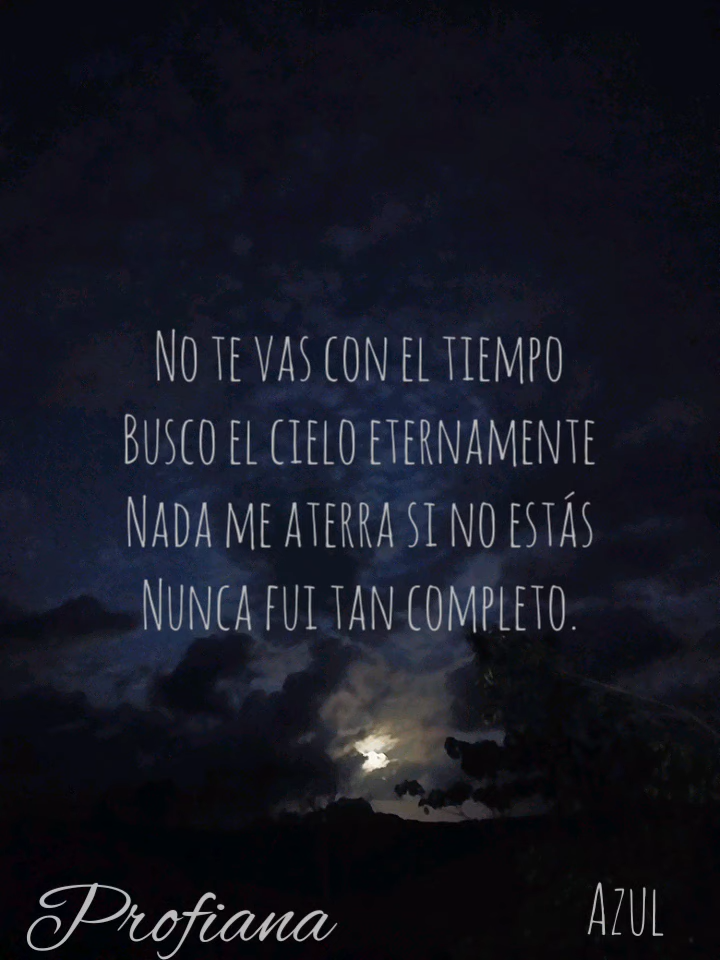 No te vas con el tiempo
Busco el cielo eternamente
Nada me aterra si no estás
Nunca fui tan completo.
Profiana
Azul